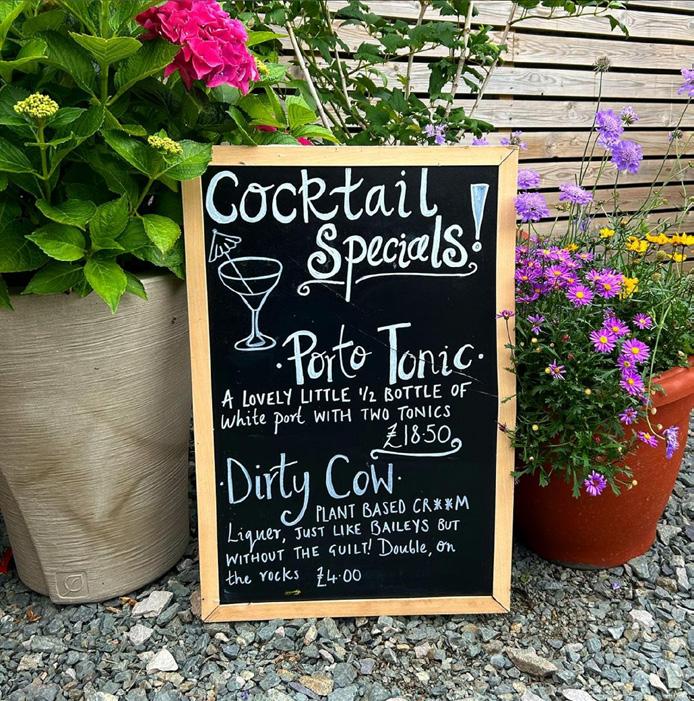 Cocktail
Specials!
·Porto Tonic·
A LOVELY LITTLE 1/2 BOTTLE OF
White port WITH TWO TONICS
£18.50
·Dirty Cow·
PLANT BASED CR**M
Liquer, JUST LIKE BAILEYS BUT
WITHOUT THE GUILT! Double, on
the rocks £4.00